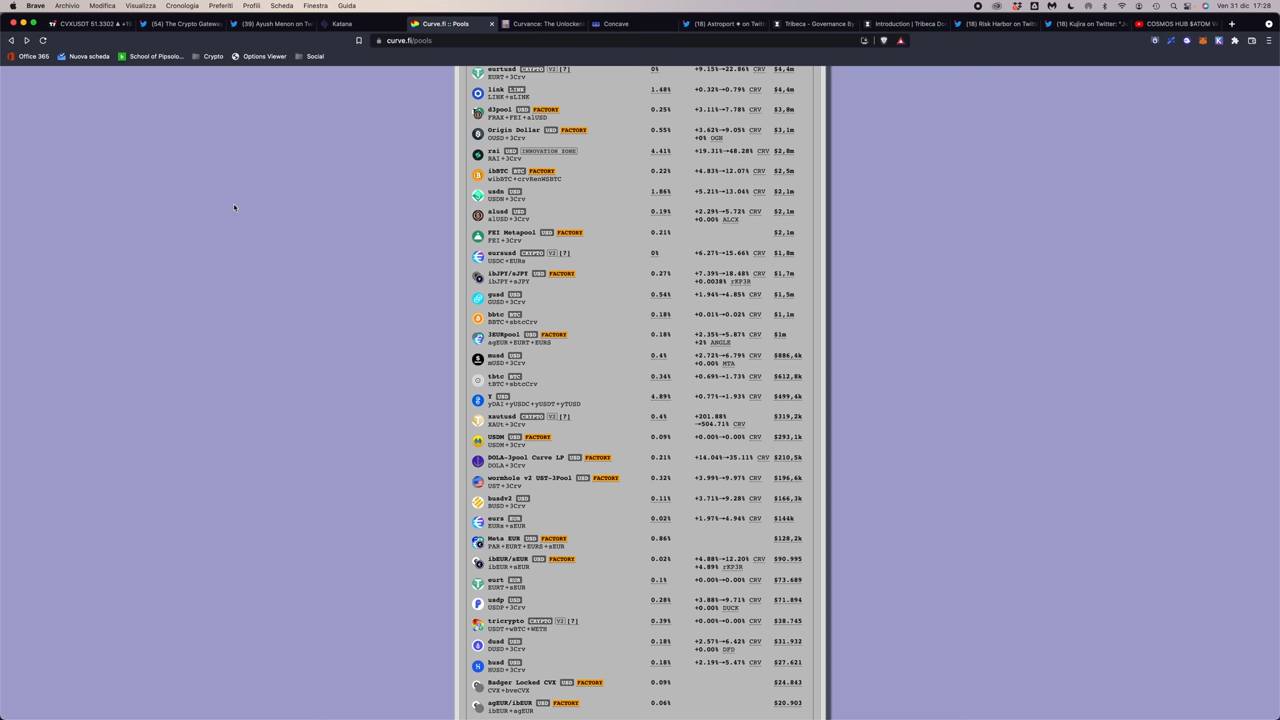 Brave Archivio Modifica Visualizza Cronologia Preferiti Profili Scheda Finestra Guida
Ven 31 dic 17:28
CVXUSDT 51.3302 ▲ +19
(54) The Crypto Gateway
(39) Ayush Menon on Tw
Katana
Curve.fi :: Pools
Curvance: The Unlocken
Concave
(18) Astroport ✦ on Twitt
Tribeca - Governance By
Introduction | Tribeca Do
(18) Risk Harbor on Twitt
(18) Kujira on Twitter: "J
COSMOS HUB $ATOM V
curve.fi/pools
Office 365 Nuova scheda School of Pipsolo... Crypto Options Viewer Social
eurtusd CRYPTO V2 [?] 0% +9.15%→22.86% CRV $4,4m
EURT+3Crv
link LINK 1.48% +0.32%→0.79% CRV $4,4m
LINK+sLINK
d3pool USD FACTORY 0.25% +3.11%→7.78% CRV $3,8m
FRAX+FEI+alUSD
Origin Dollar USD FACTORY 0.55% +3.62%→9.05% CRV $3,1m
OUSD+3Crv +0% OGN
rai USD INNOVATION ZONE 4.41% +19.31%→48.28% CRV $2,8m
RAI+3Crv
ibBTC BTC FACTORY 0.22% +4.83%→12.07% CRV $2,5m
wibBTC+crvRenWSBTC
usdn USD 1.86% +5.21%→13.04% CRV $2,1m
USDN+3Crv
alusd USD 0.19% +2.29%→5.72% CRV $2,1m
alUSD+3Crv +0.00% ALCX
FEI Metapool USD FACTORY 0.21% $2,1m
FEI+3Crv
eursusd CRYPTO V2 [?] 0% +6.27%→15.66% CRV $1,8m
USDC+EURs
ibJPY/sJPY USD FACTORY 0.27% +7.39%→18.48% CRV $1,7m
ibJPY+sJPY +0.0038% rKP3R
gusd USD 0.54% +1.94%→4.85% CRV $1,5m
GUSD+3Crv
bbtc BTC 0.18% +0.01%→0.02% CRV $1,1m
BBTC+sbtcCrv
3EURpool USD FACTORY 0.18% +2.35%→5.87% CRV $1m
agEUR+EURT+EURS +2% ANGLE
musd USD 0.4% +2.72%→6.79% CRV $886,4k
mUSD+3Crv +0.00% MTA
tbtc BTC 0.34% +0.69%→1.73% CRV $612,8k
tBTC+sbtcCrv
Y USD 4.89% +0.77%→1.93% CRV $499,4k
yDAI+yUSDC+yUSDT+yTUSD
xautusd CRYPTO V2 [?] 0.4% +201.88% $319,2k
XAUt+3Crv →504.71% CRV
USDM USD FACTORY 0.09% +0.00%→0.00% CRV $293,1k
USDM+3Crv
DOLA-3pool Curve LP USD FACTORY 0.21% +14.04%→35.11% CRV $210,5k
DOLA+3Crv
wormhole v2 UST-3Pool USD FACTORY 0.32% +3.99%→9.97% CRV $196,6k
UST+3Crv
busdv2 USD 0.11% +3.71%→9.28% CRV $166,3k
BUSD+3Crv
eurs EUR 0.02% +1.97%→4.94% CRV $144k
EURs+sEUR
Meta EUR USD FACTORY 0.86% $128,2k
PAR+EURT+EURS+sEUR
ibEUR/sEUR USD FACTORY 0.02% +4.88%→12.20% CRV $90.995
ibEUR+sEUR +4.89% rKP3R
eurt EUR 0.1% +0.00%→0.00% CRV $73.689
EURT+sEUR
usdp USD 0.28% +3.88%→9.71% CRV $71.894
USDP+3Crv +0.00% DUCK
tricrypto CRYPTO V2 [?] 0.39% +0.00%→0.00% CRV $38.745
USDT+wBTC+WETH
dusd USD 0.18% +2.57%→6.42% CRV $31.932
DUSD+3Crv +0.00% DFD
husd USD 0.18% +2.19%→5.47% CRV $27.621
HUSD+3Crv
Badger Locked CVX USD FACTORY 0.09% $24.843
CVX+bveCVX
agEUR/ibEUR USD FACTORY 0.06% $20.903
ibEUR+agEUR